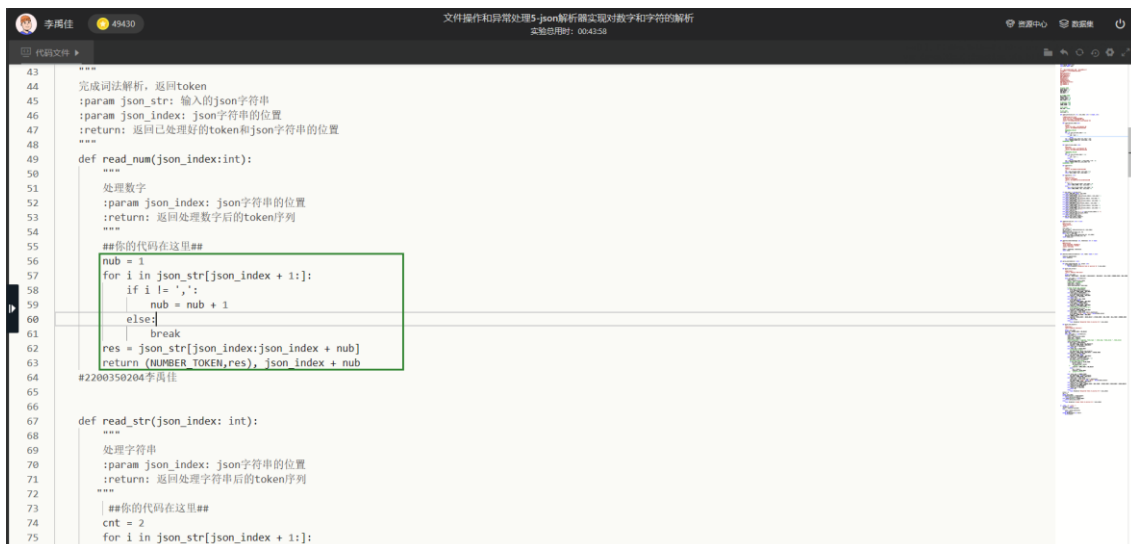 李禹佳 49430 文件操作和异常处理5-json解析器实现对数字和字符的解析 资源中心 数据集
实验总用时: 00:43:58
代码文件
43 """
44 完成词法解析，返回token
45 :param json_str: 输入的json字符串
46 :param json_index: json字符串的位置
47 :return: 返回已处理好的token和json字符串的位置
48 """
49 def read_num(json_index:int):
50 """
51 处理数字
52 :param json_index: json字符串的位置
53 :return: 返回处理数字后的token序列
54 """
55 ##你的代码在这里##
56 nub = 1
57 for i in json_str[json_index + 1:]:
58 if i != ',':
59 nub = nub + 1
60 else:
61 break
62 res = json_str[json_index:json_index + nub]
63 return (NUMBER_TOKEN,res), json_index + nub
64 #2200350204李禹佳
65
66
67 def read_str(json_index: int):
68 """
69 处理字符串
70 :param json_index: json字符串的位置
71 :return: 返回处理字符串后的token序列
72 """
73 ##你的代码在这里##
74 cnt = 2
75 for i in json_str[json_index + 1:]: